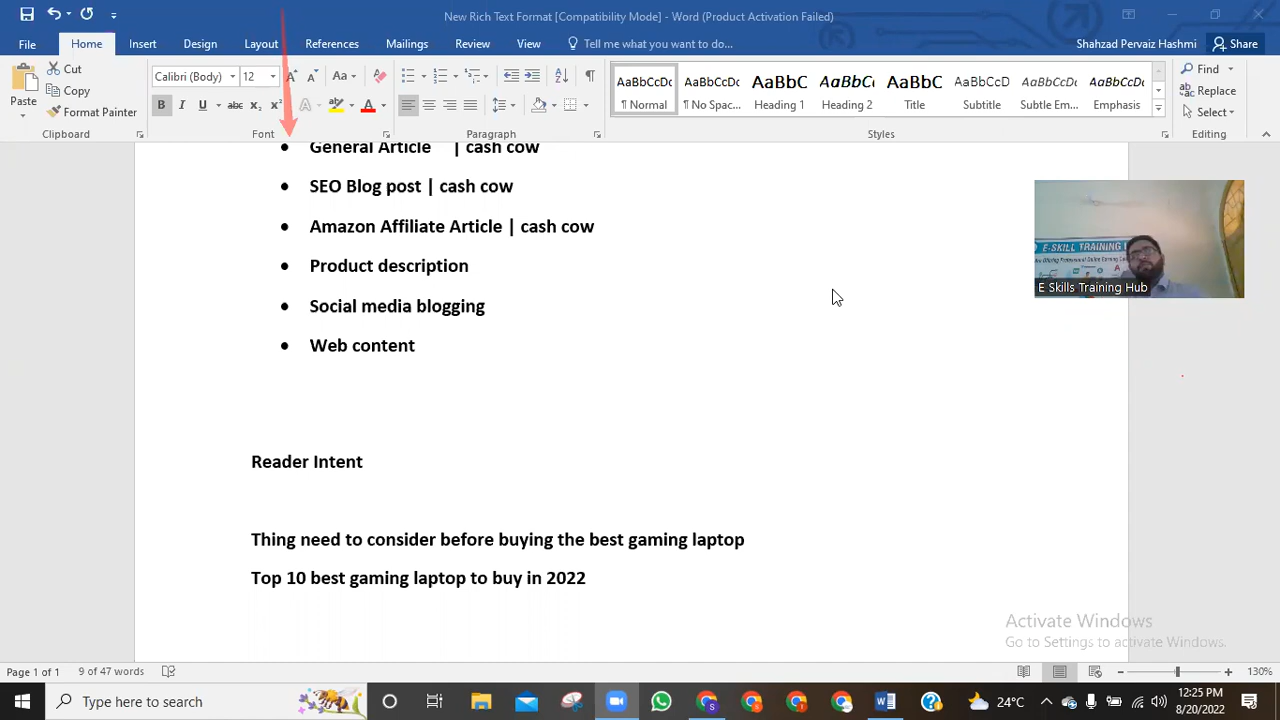 New Rich Text Format [Compatibility Mode] - Word (Product Activation Failed)
File Home Insert Design Layout References Mailings Review View Tell me what you want to do... Shahzad Pervaiz Hashmi Share
Paste Cut Copy Format Painter
Clipboard
Calibri (Body) 12 Aa
B I U abc x₂ x² A A
Font
Paragraph
AaBbCcDc AaBbCcDc AaBbC AaBbCc AaBbC AaBbCcD AaBbCcDc AaBbCcDc
¶ Normal ¶ No Spac... Heading 1 Heading 2 Title Subtitle Subtle Em... Emphasis
Styles
Find
Replace
Select
Editing
• General Article | cash cow
• SEO Blog post | cash cow
• Amazon Affiliate Article | cash cow
• Product description
• Social media blogging
• Web content
Reader Intent
Thing need to consider before buying the best gaming laptop
Top 10 best gaming laptop to buy in 2022
E-SKILL TRAINING
E Skills Training Hub
Activate Windows
Go to Settings to activate Windows.
Page 1 of 1 9 of 47 words 130%
Type here to search 24°C 12:25 PM
8/20/2022